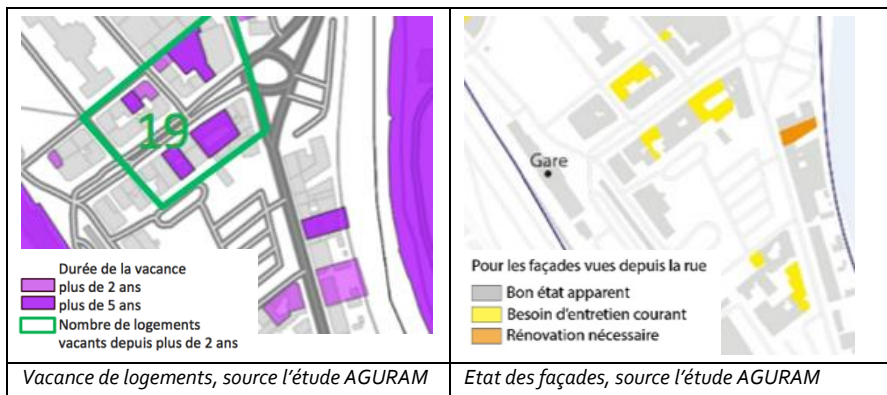 19
Durée de la vacance
plus de 2 ans
plus de 5 ans
Nombre de logements
vacants depuis plus de 2 ans
Vacance de logements, source l'étude AGURAM
Gare
Pour les façades vues depuis la rue
Bon état apparent
Besoin d'entretien courant
Rénovation nécessaire
Etat des façades, source l'étude AGURAM